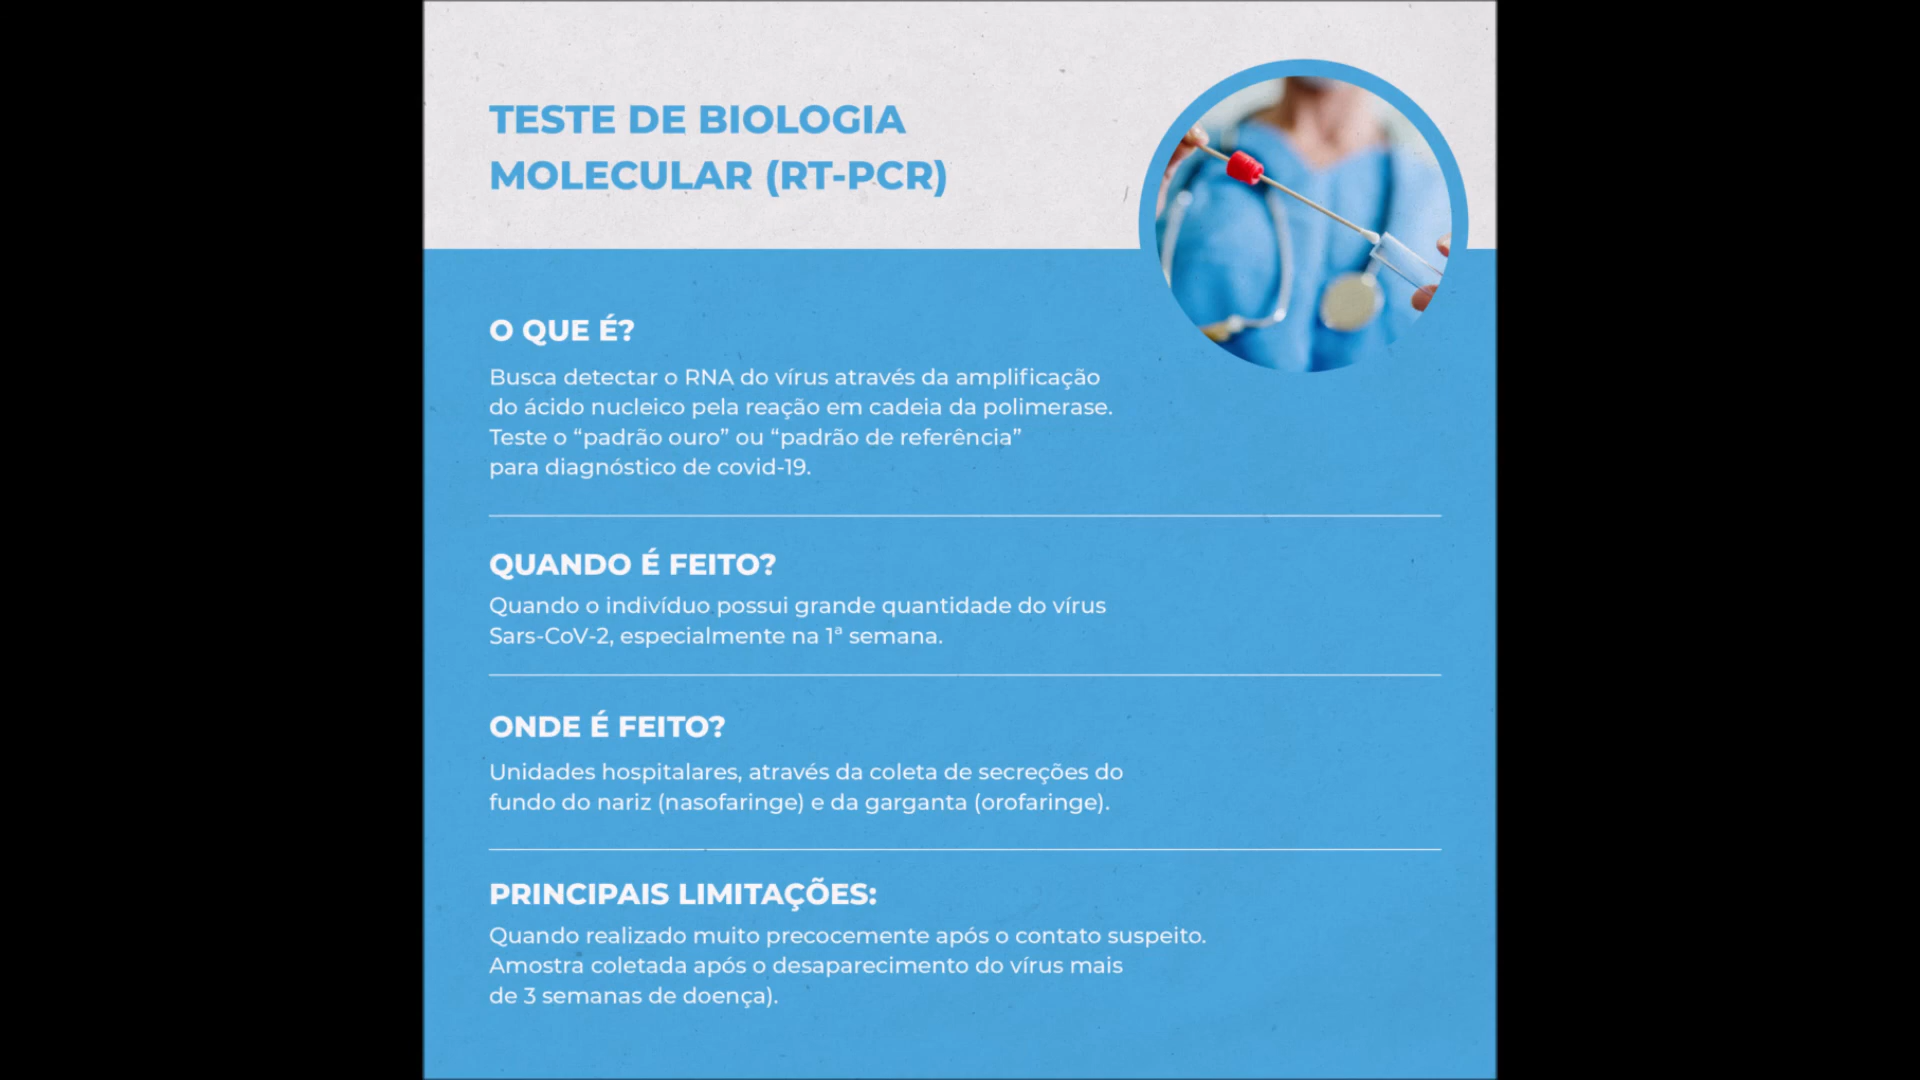 TESTE DE BIOLOGIA
MOLECULAR (RT-PCR)
O QUE É?
Busca detectar o RNA do vírus através da amplificação
do ácido nucleico pela reação em cadeia da polimerase.
Teste o “padrão ouro” ou “padrão de referência”
para diagnóstico de covid-19.
QUANDO É FEITO?
Quando o indivíduo possui grande quantidade do vírus
Sars-CoV-2, especialmente na 1ª semana.
ONDE É FEITO?
Unidades hospitalares, através da coleta de secreções do
fundo do nariz (nasofaringe) e da garganta (orofaringe).
PRINCIPAIS LIMITAÇÕES:
Quando realizado muito precocemente após o contato suspeito.
Amostra coletada após o desaparecimento do vírus mais
de 3 semanas de doença).